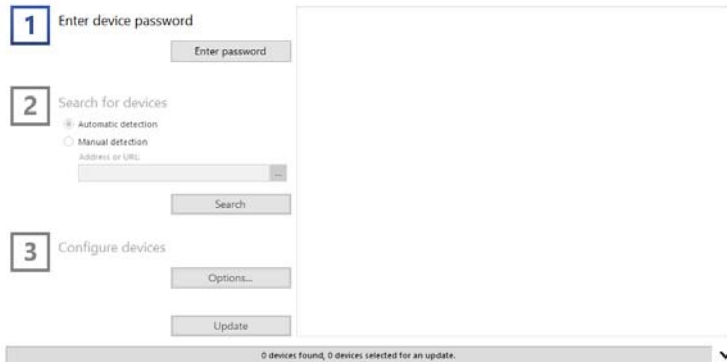 1 Enter device password
Enter password
2 Search for devices
Automatic detection
Manual detection
Address or URL
...
Search
3 Configure devices
Options...
Update
0 devices found, 0 devices selected for an update.